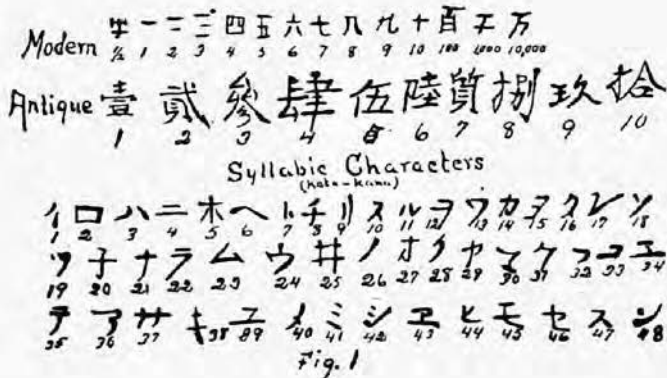 Modern 半 一 二 三 四 五 六 七 八 九 十 百 千 万
½ 1 2 3 4 5 6 7 8 9 10 100 1,000 10,000
Antique 壹 貳 參 肆 伍 陸 質 捌 玖 拾
1 2 3 4 5 6 7 8 9 10
Syllabic Characters
(Kata-Kana)
イ ロ ハ ニ ホ ヘ ト チ リ ヌ ル ヲ ワ カ ヨ タ レ ソ
1 2 3 4 5 6 7 8 9 10 11 12 13 14 15 16 17 18
ツ 子 ナ ラ ム ウ 井 ノ オ ク ヤ マ ケ フ コ エ
19 20 21 22 23 24 25 26 27 28 29 30 31 32 33 34
テ ア サ キ ユ メ ミ シ ヱ ヒ モ セ ス ン
35 36 37 38 39 40 41 42 43 44 45 46 47 48
Fig. 1